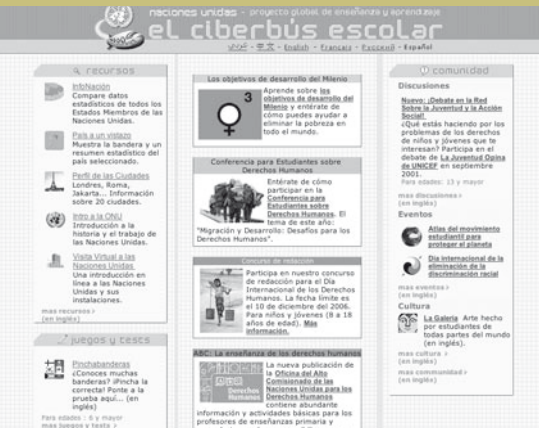 naciones unidas - proyecto global de enseñanza y aprendizaje
el ciberbús escolar
عربي - 中文 - English - Français - Русский - Español
recursos
InfoNación
Compare datos
estadísticos de todos los
Estados Miembros de las
Naciones Unidas.
País a un vistazo
Muestra la bandera y un
resumen estadístico del
país seleccionado.
Perfil de las Ciudades
Londres, Roma,
Jakarta... Información
sobre 20 ciudades.
Intro a la ONU
Introducción a la
historia y el trabajo de
las Naciones Unidas.
Visita Virtual a las
Naciones Unidas
Una introducción en
línea a las Naciones
Unidas y sus
instalaciones.
mas recursos >
(en inglés)
juegos y tests
Pinchabanderas
¿Conoces muchas
banderas? ¡Pincha la
correcta! Ponte a la
prueba aquí... (en
inglés)
Para edades : 6 y mayor
mas juegos y tests >
Los objetivos de desarrollo del Milenio
3
Aprende sobre los
objetivos de desarrollo del
Milenio y entérate de
cómo puedes ayudar a
eliminar la pobreza en
todo el mundo.
Conferencia para Estudiantes sobre
Derechos Humanos
Entérate de cómo
participar en la
Conferencia para
Estudiantes sobre
Derechos Humanos. El
tema de este año:
"Migración y Desarrollo: Desafíos para los
Derechos Humanos".
Concurso de redacción
Participa en nuestro concurso
de redacción para el Día
Internacional de los Derechos
Humanos. La fecha límite es
el 10 de diciembre del 2006.
Para niños y jóvenes (8 a 18
años de edad). Más
información.
ABC: La enseñanza de los derechos humanos
Derechos
Humanos
La nueva publicación de
la Oficina del Alto
Comisionado de las
Naciones Unidas para los
Derechos Humanos
contiene abundante
información y actividades básicas para los
profesores de enseñanzas primaria y
comunidad
Discusiones
Nuevo: ¡Debate en la Red
Sobre la Juventud y la Acción
Social!
¿Qué estás haciendo por los
problemas de los derechos
de niños y jóvenes que te
interesan? Participa en el
debate de La Juventud Opina
de UNICEF en septiembre
2001.
Para edades: 13 y mayor
mas discusiones >
(en inglés)
Eventos
Atlas del movimiento
estudiantil para
proteger el planeta
Día internacional de la
eliminación de la
discriminación racial
mas eventos >
(en inglés)
Cultura
La Galería Arte hecho
por estudiantes de
todas partes del mundo
(en inglés).
mas cultura >
(en inglés)
mas comunidad >
(en inglés)